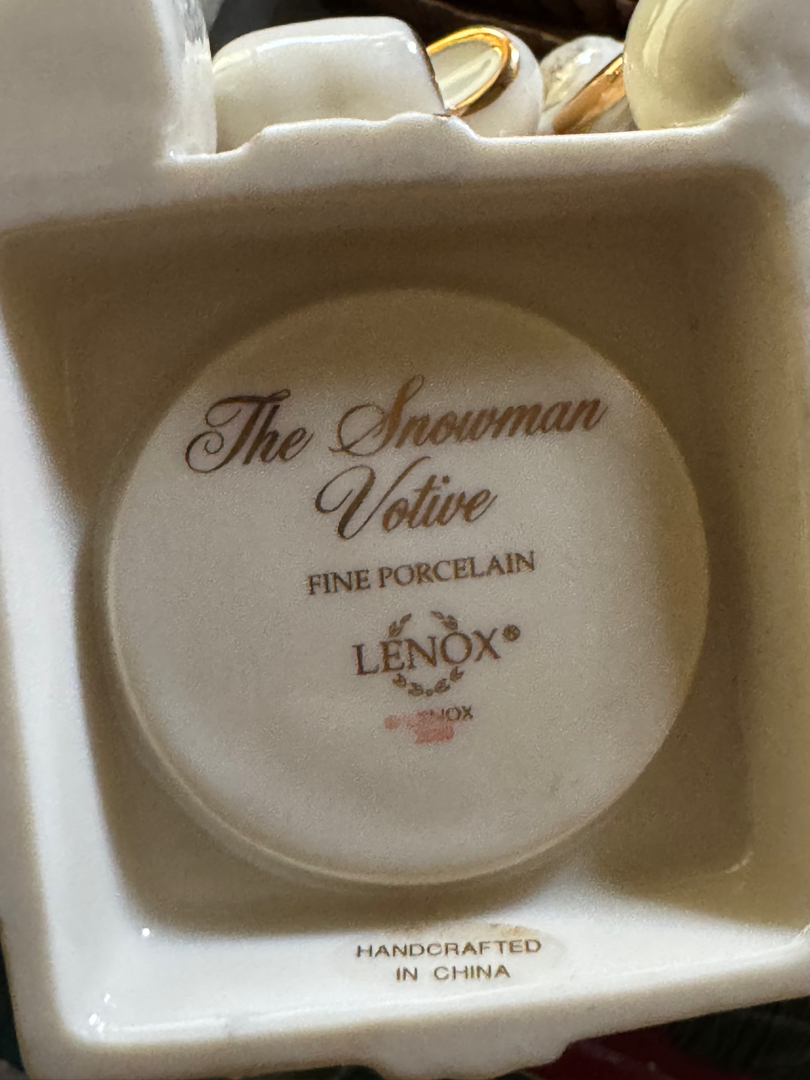 The Snowman
Votive
FINE PORCELAIN
LENOX®
HANDCRAFTED
IN CHINA